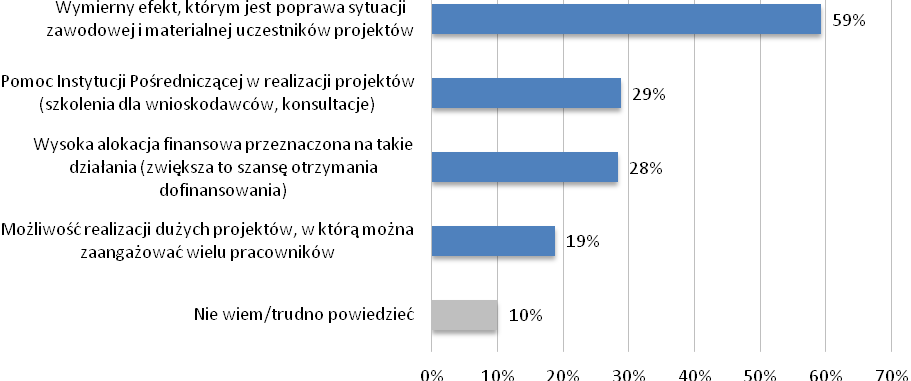 Wymierny efekt, którym jest poprawa sytuacji
zawodowej i materialnej uczestników projektów
59%
Pomoc Instytucji Pośredniczącej w realizacji projektów
(szkolenia dla wnioskodawców, konsultacje)
29%
Wysoka alokacja finansowa przeznaczona na takie
działania (zwiększa to szansę otrzymania
dofinansowania)
28%
Możliwość realizacji dużych projektów, w którą można
zaangażować wielu pracowników
19%
Nie wiem/trudno powiedzieć
10%
0% 10% 20% 30% 40% 50% 60% 70%